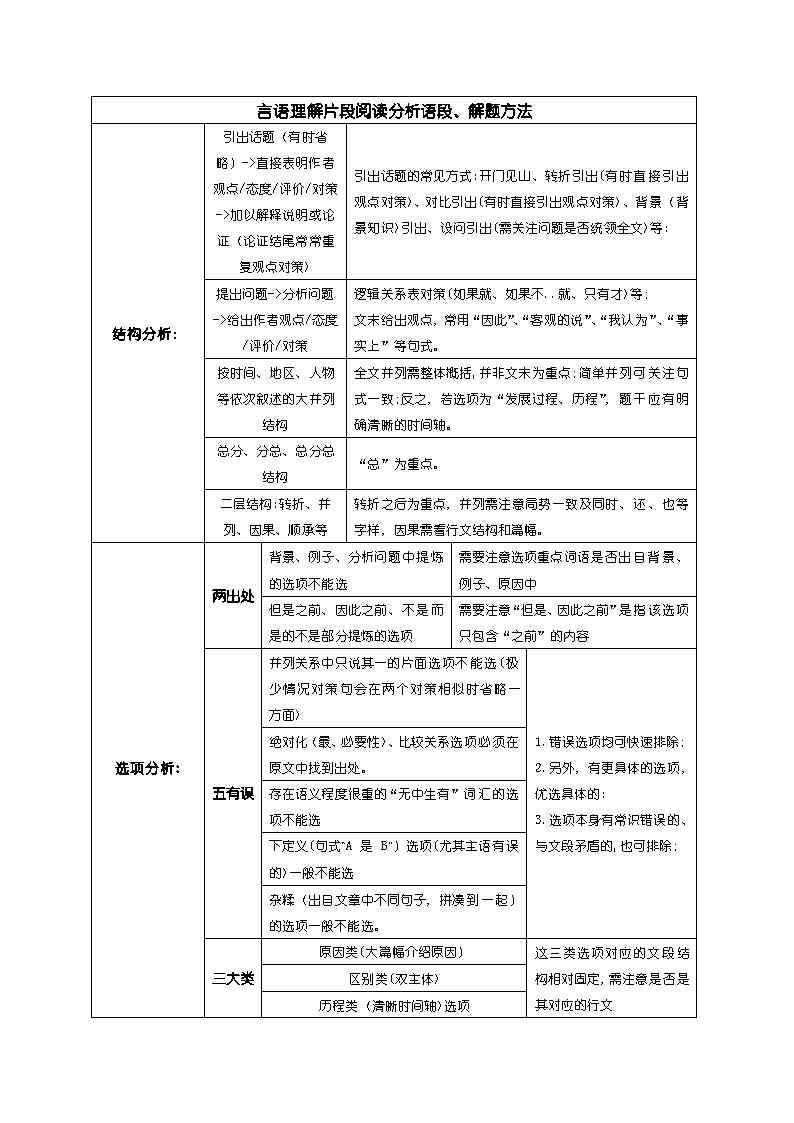 言语理解片段阅读分析语段、解题方法
结构分析:
引出话题（有时省
略）->直接表明作者
观点/态度/评价/对策
->加以解释说明或论
证（论证结尾常常重
复观点对策)
引出话题的常见方式:开门见山、转折引出(有时直接引出
观点对策)、对比引出(有时直接引出观点对策)、背景（背
景知识)引出、设问引出(需关注问题是否统领全文)等;
提出问题->分析问题
->给出作者观点/态度
/评价/对策
逻辑关系表对策(如果就、如果不..就、只有才)等;
文末给出观点，常用“因此”、“客观的说”、“我认为”、“事
实上”等句式。
按时间、地区、人物
等依次叙述的大并列
结构
全文并列需整体概括,并非文末为重点;简单并列可关注句
式一致;反之，若选项为“发展过程、历程”，题干应有明
确清晰的时间轴。
总分、分总、总分总
结构
“总”为重点。
二层结构:转折、并
列、因果、顺承等
转折之后为重点，并列需注意局势一致及同时、还、也等
字样，因果需看行文结构和篇幅。
选项分析:
两出处
背景、例子、分析问题中提炼
的选项不能选
需要注意选项重点词语是否出自背景、
例子、原因中
但是之前、因此之前、不是而
是的不是部分提炼的选项
需要注意“但是、因此之前”是指该选项
只包含“之前”的内容
五有误
并列关系中只说其一的片面选项不能选(极
少情况对策句会在两个对策相似时省略一
方面)
绝对化（最、必要性)、比较关系选项必须在
原文中找到出处。
存在语义程度很重的“无中生有”词汇的选
项不能选
下定义(句式“A 是 B”) 选项(尤其主语有误
的)一般不能选
杂糅（出自文章中不同句子，拼凑到一起)
的选项一般不能选。
1.错误选项均可快速排除;
2.另外，有更具体的选项，
优选具体的;
3.选项本身有常识错误的、
与文段矛盾的,也可排除;
三大类
原因类(大篇幅介绍原因)
区别类(双主体)
历程类（清晰时间轴)选项
这三类选项对应的文段结
构相对固定,需注意是否是
其对应的行文